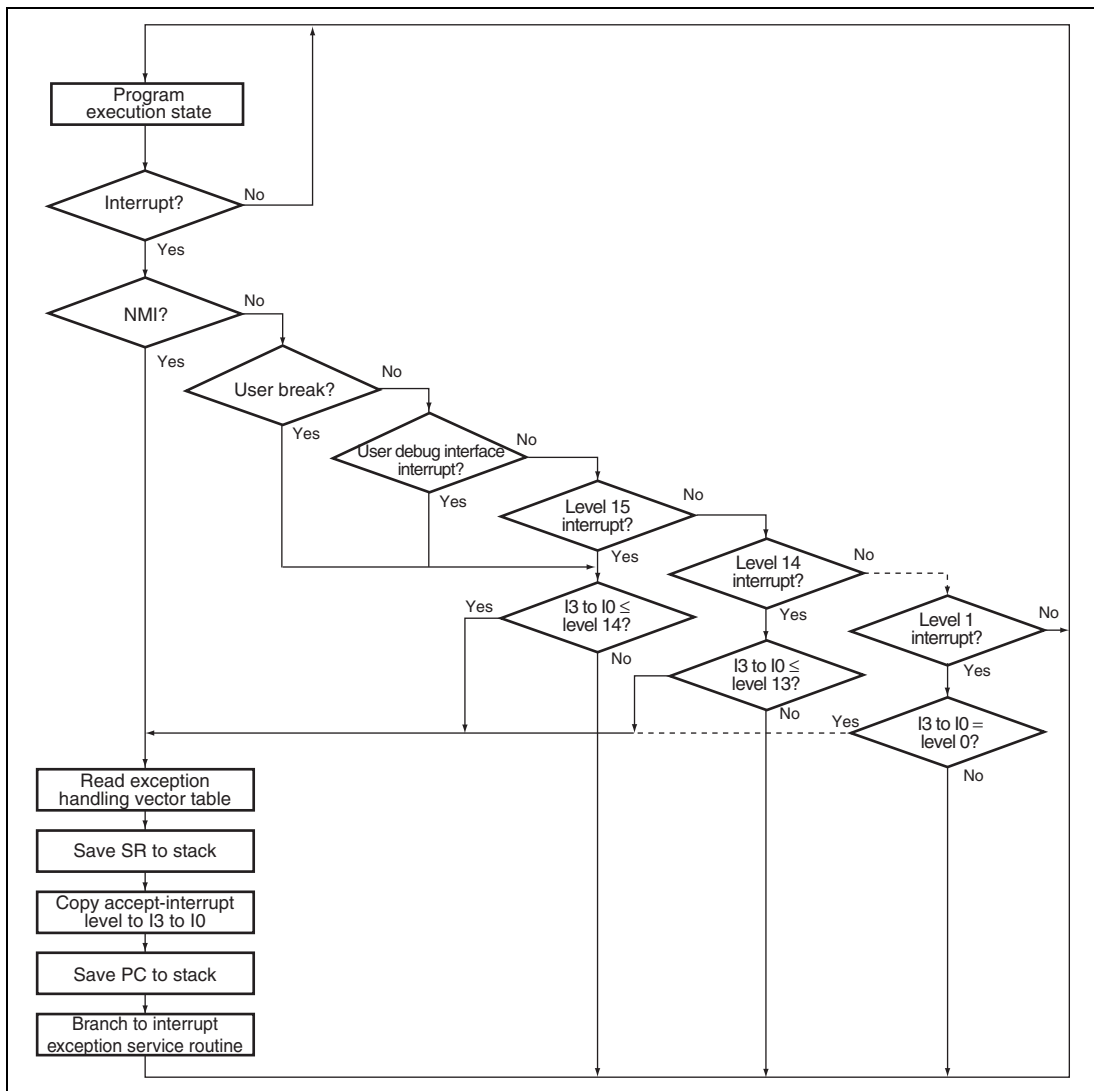 Program
execution state
Interrupt?
No
Yes
NMI?
No
Yes
User break?
No
Yes
User debug interface
interrupt?
No
Yes
Level 15
interrupt?
No
Yes
Level 14
interrupt?
No
Yes
Level 1
interrupt?
No
Yes
I3 to I0 ≤
level 14?
Yes
No
I3 to I0 ≦
level 13?
No
I3 to I0 =
level 0?
Yes
No
Read exception
handling vector table
Save SR to stack
Copy accept-interrupt
level to I3 to I0
Save PC to stack
Branch to interrupt
exception service routine